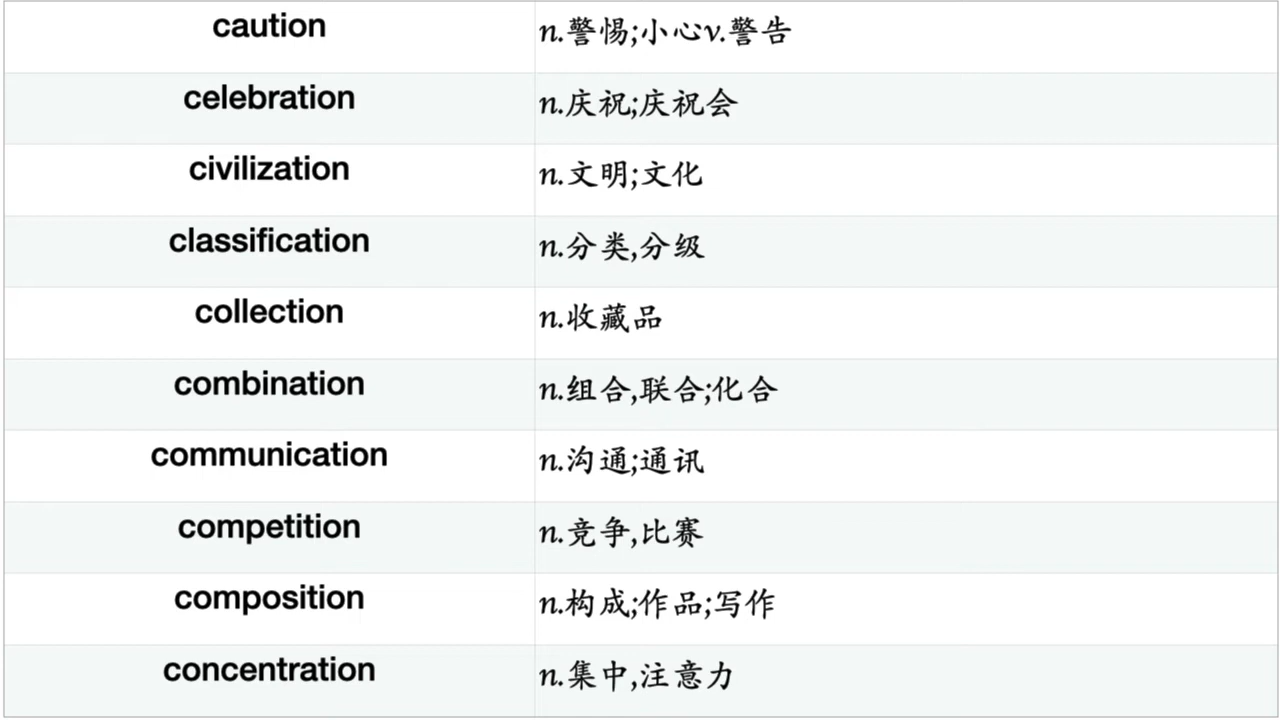 caution n.警惕;小心v.警告
celebration n.庆祝;庆祝会
civilization n.文明;文化
classification n.分类,分级
collection n.收藏品
combination n.组合,联合;化合
communication n.沟通;通讯
competition n.竞争,比赛
composition n.构成;作品;写作
concentration n.集中,注意力